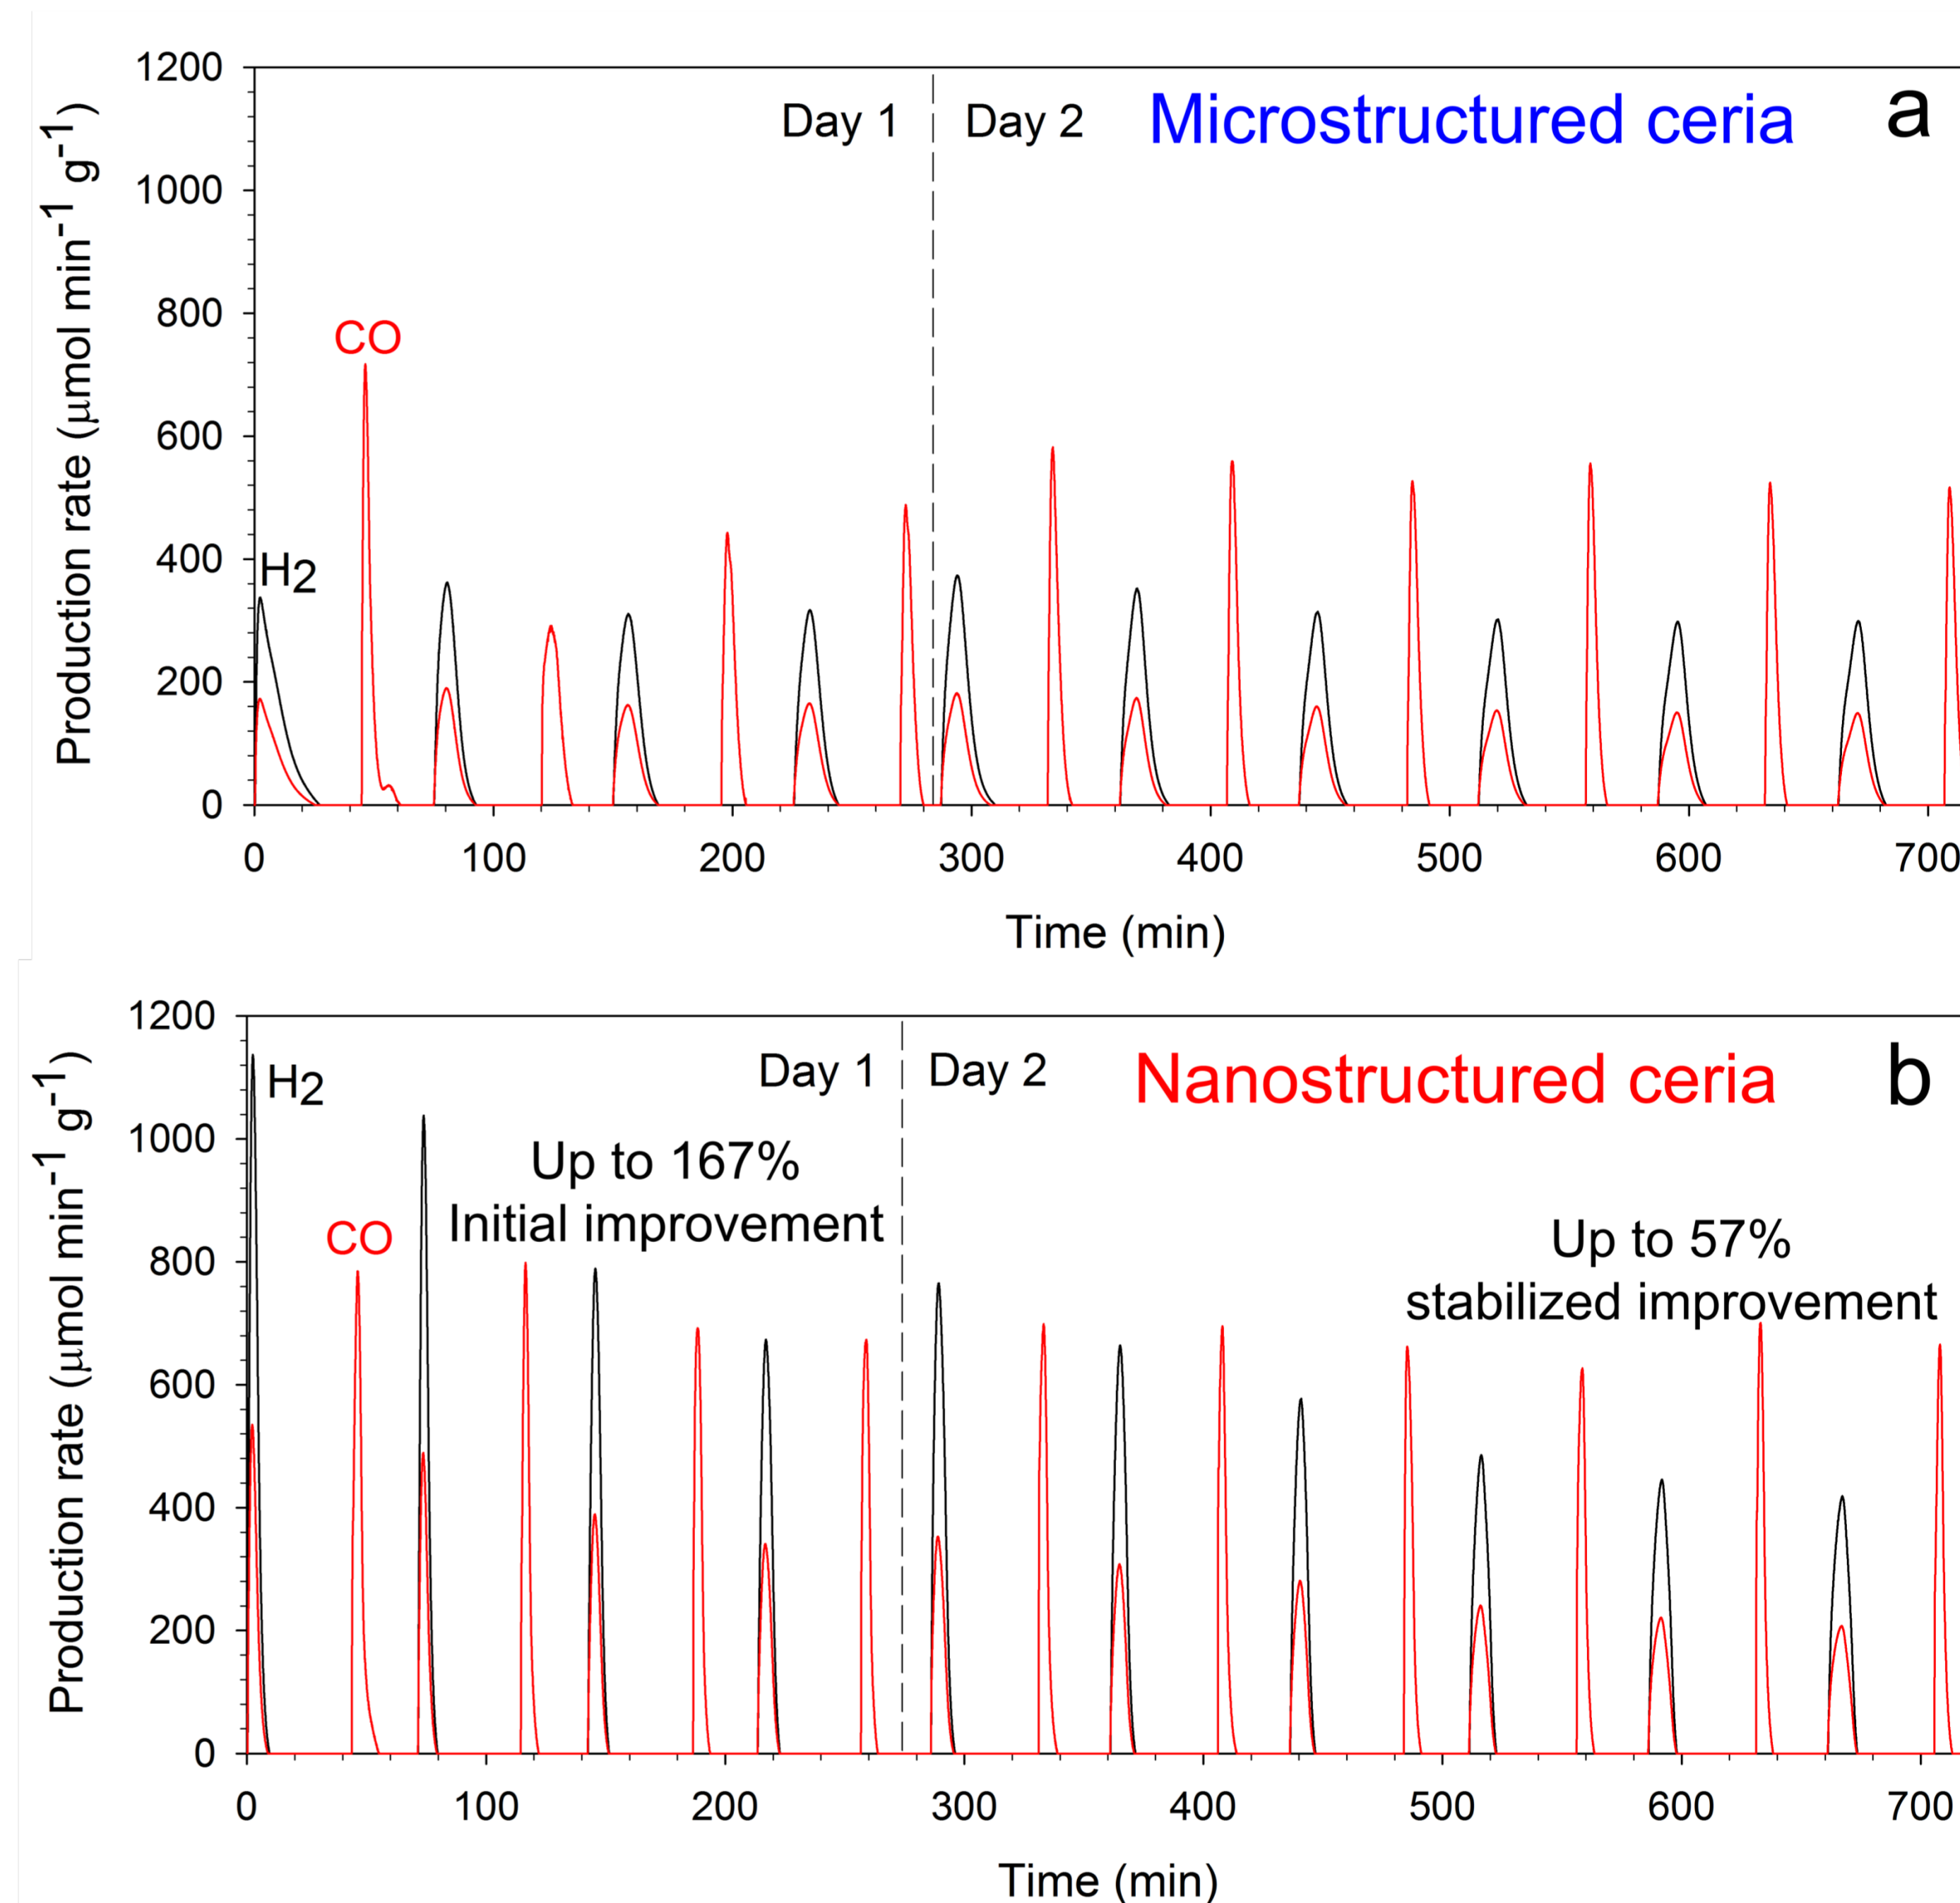 Production rate (μmol min⁻¹ g⁻¹)
1200
1000
800
600
400
200
0
Day 1
Day 2
Microstructured ceria
a
CO
H2
0 100 200 300 400 500 600 700
Time (min)
Production rate (μmol min⁻¹ g⁻¹)
1200
1000
800
600
400
200
0
H2
Day 1
Day 2
Nanostructured ceria
b
CO
Up to 167%
Initial improvement
Up to 57%
stabilized improvement
0 100 200 300 400 500 600 700
Time (min)